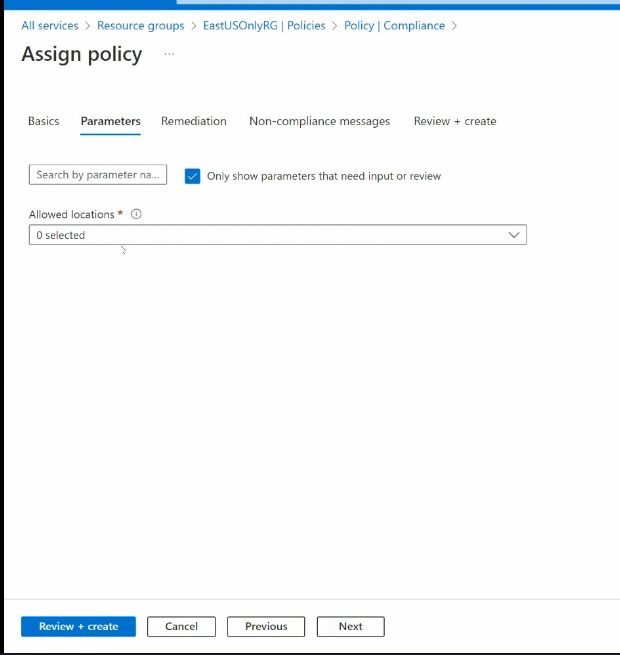 All services > Resource groups > EastUSOnlyRG | Policies > Policy | Compliance >
Assign policy ...
Basics Parameters Remediation Non-compliance messages Review + create
Search by parameter na... Only show parameters that need input or review
Allowed locations *
0 selected
Review + create Cancel Previous Next